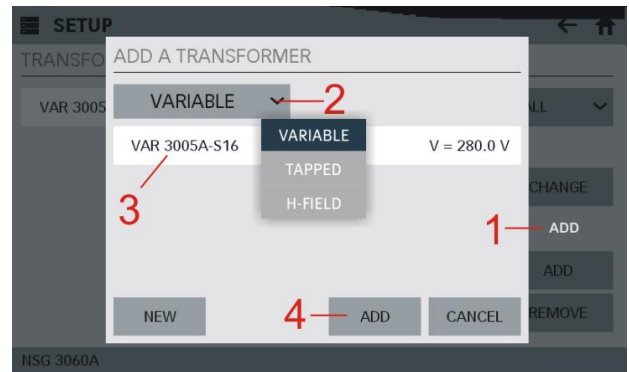 SETUP
TRANSFO
ADD A TRANSFORMER
VARIABLE
2
VAR 3005
LL
VAR 3005A-S16
VARIABLE
V = 280.0 V
TAPPED
CHANGE
H-FIELD
3
1
ADD
ADD
NEW
4
ADD
CANCEL
REMOVE
NSG 3060A